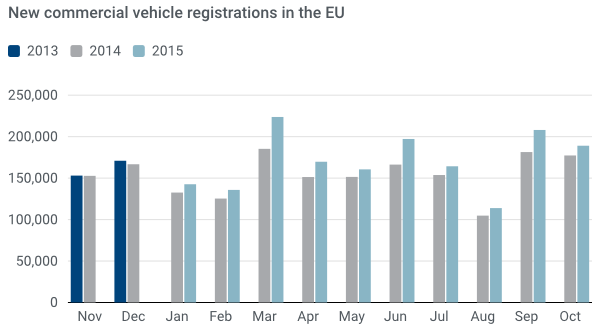 New commercial vehicle registrations in the EU
2013 2014 2015
250,000
200,000
150,000
100,000
50,000
0
Nov Dec Jan Feb Mar Apr May Jun Jul Aug Sep Oct